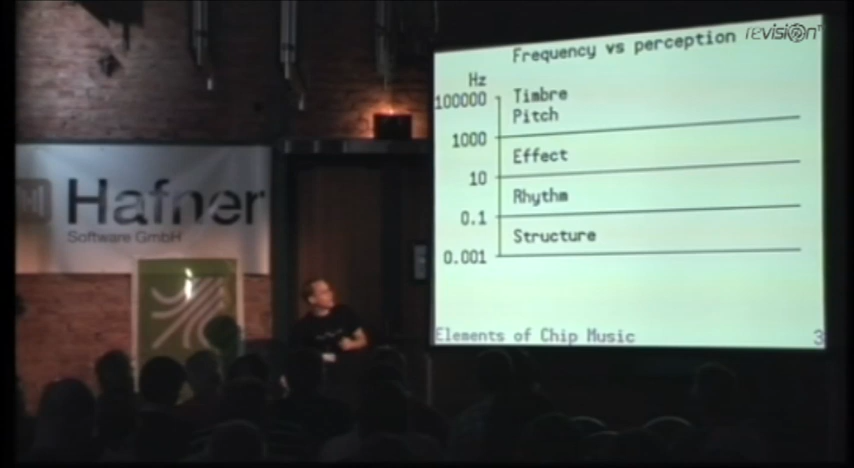 revision
Frequency vs perception
Hz
100000
Timbre
Pitch
1000
Effect
10
Rhythm
0.1
Structure
0.001
Elements of Chip Music
3
Hafner
Software GmbH